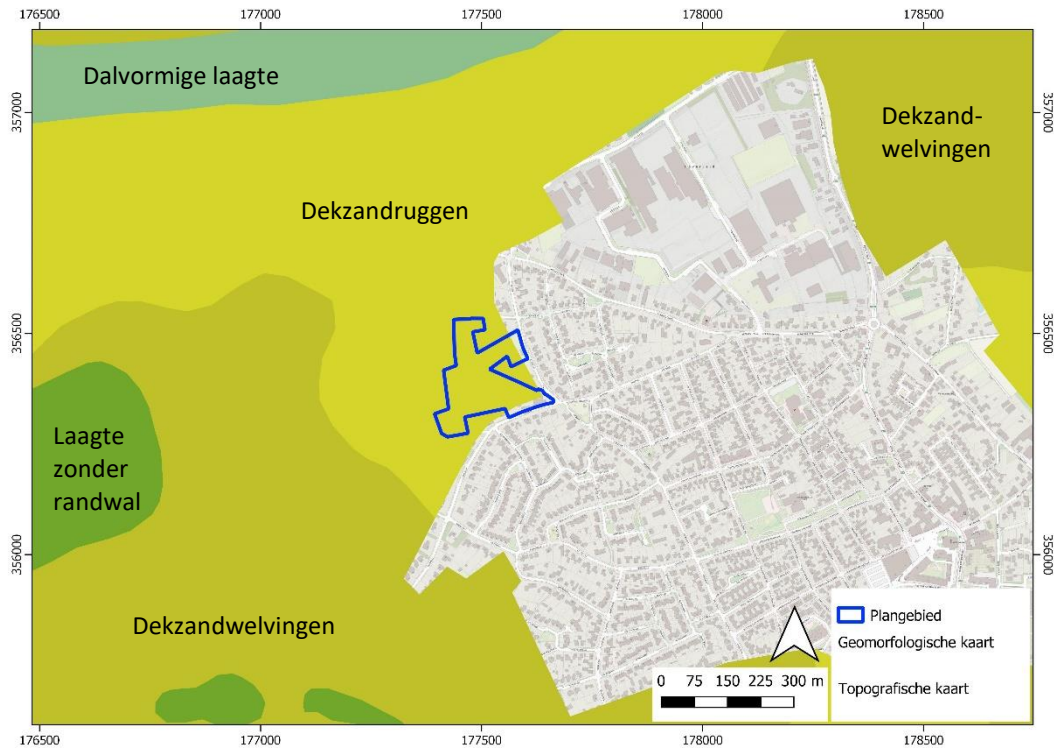 176500 177000 177500 178000 178500
Dalvormige laagte
357000 357000
Dekzand-
welvingen
Dekzandruggen
356500 356500
Laagte
zonder
randwal
356000 356000
Dekzandwelvingen
Plangebied
Geomorfologische kaart
0 75 150 225 300 m
Topografische kaart
176500 177000 177500 178000 178500